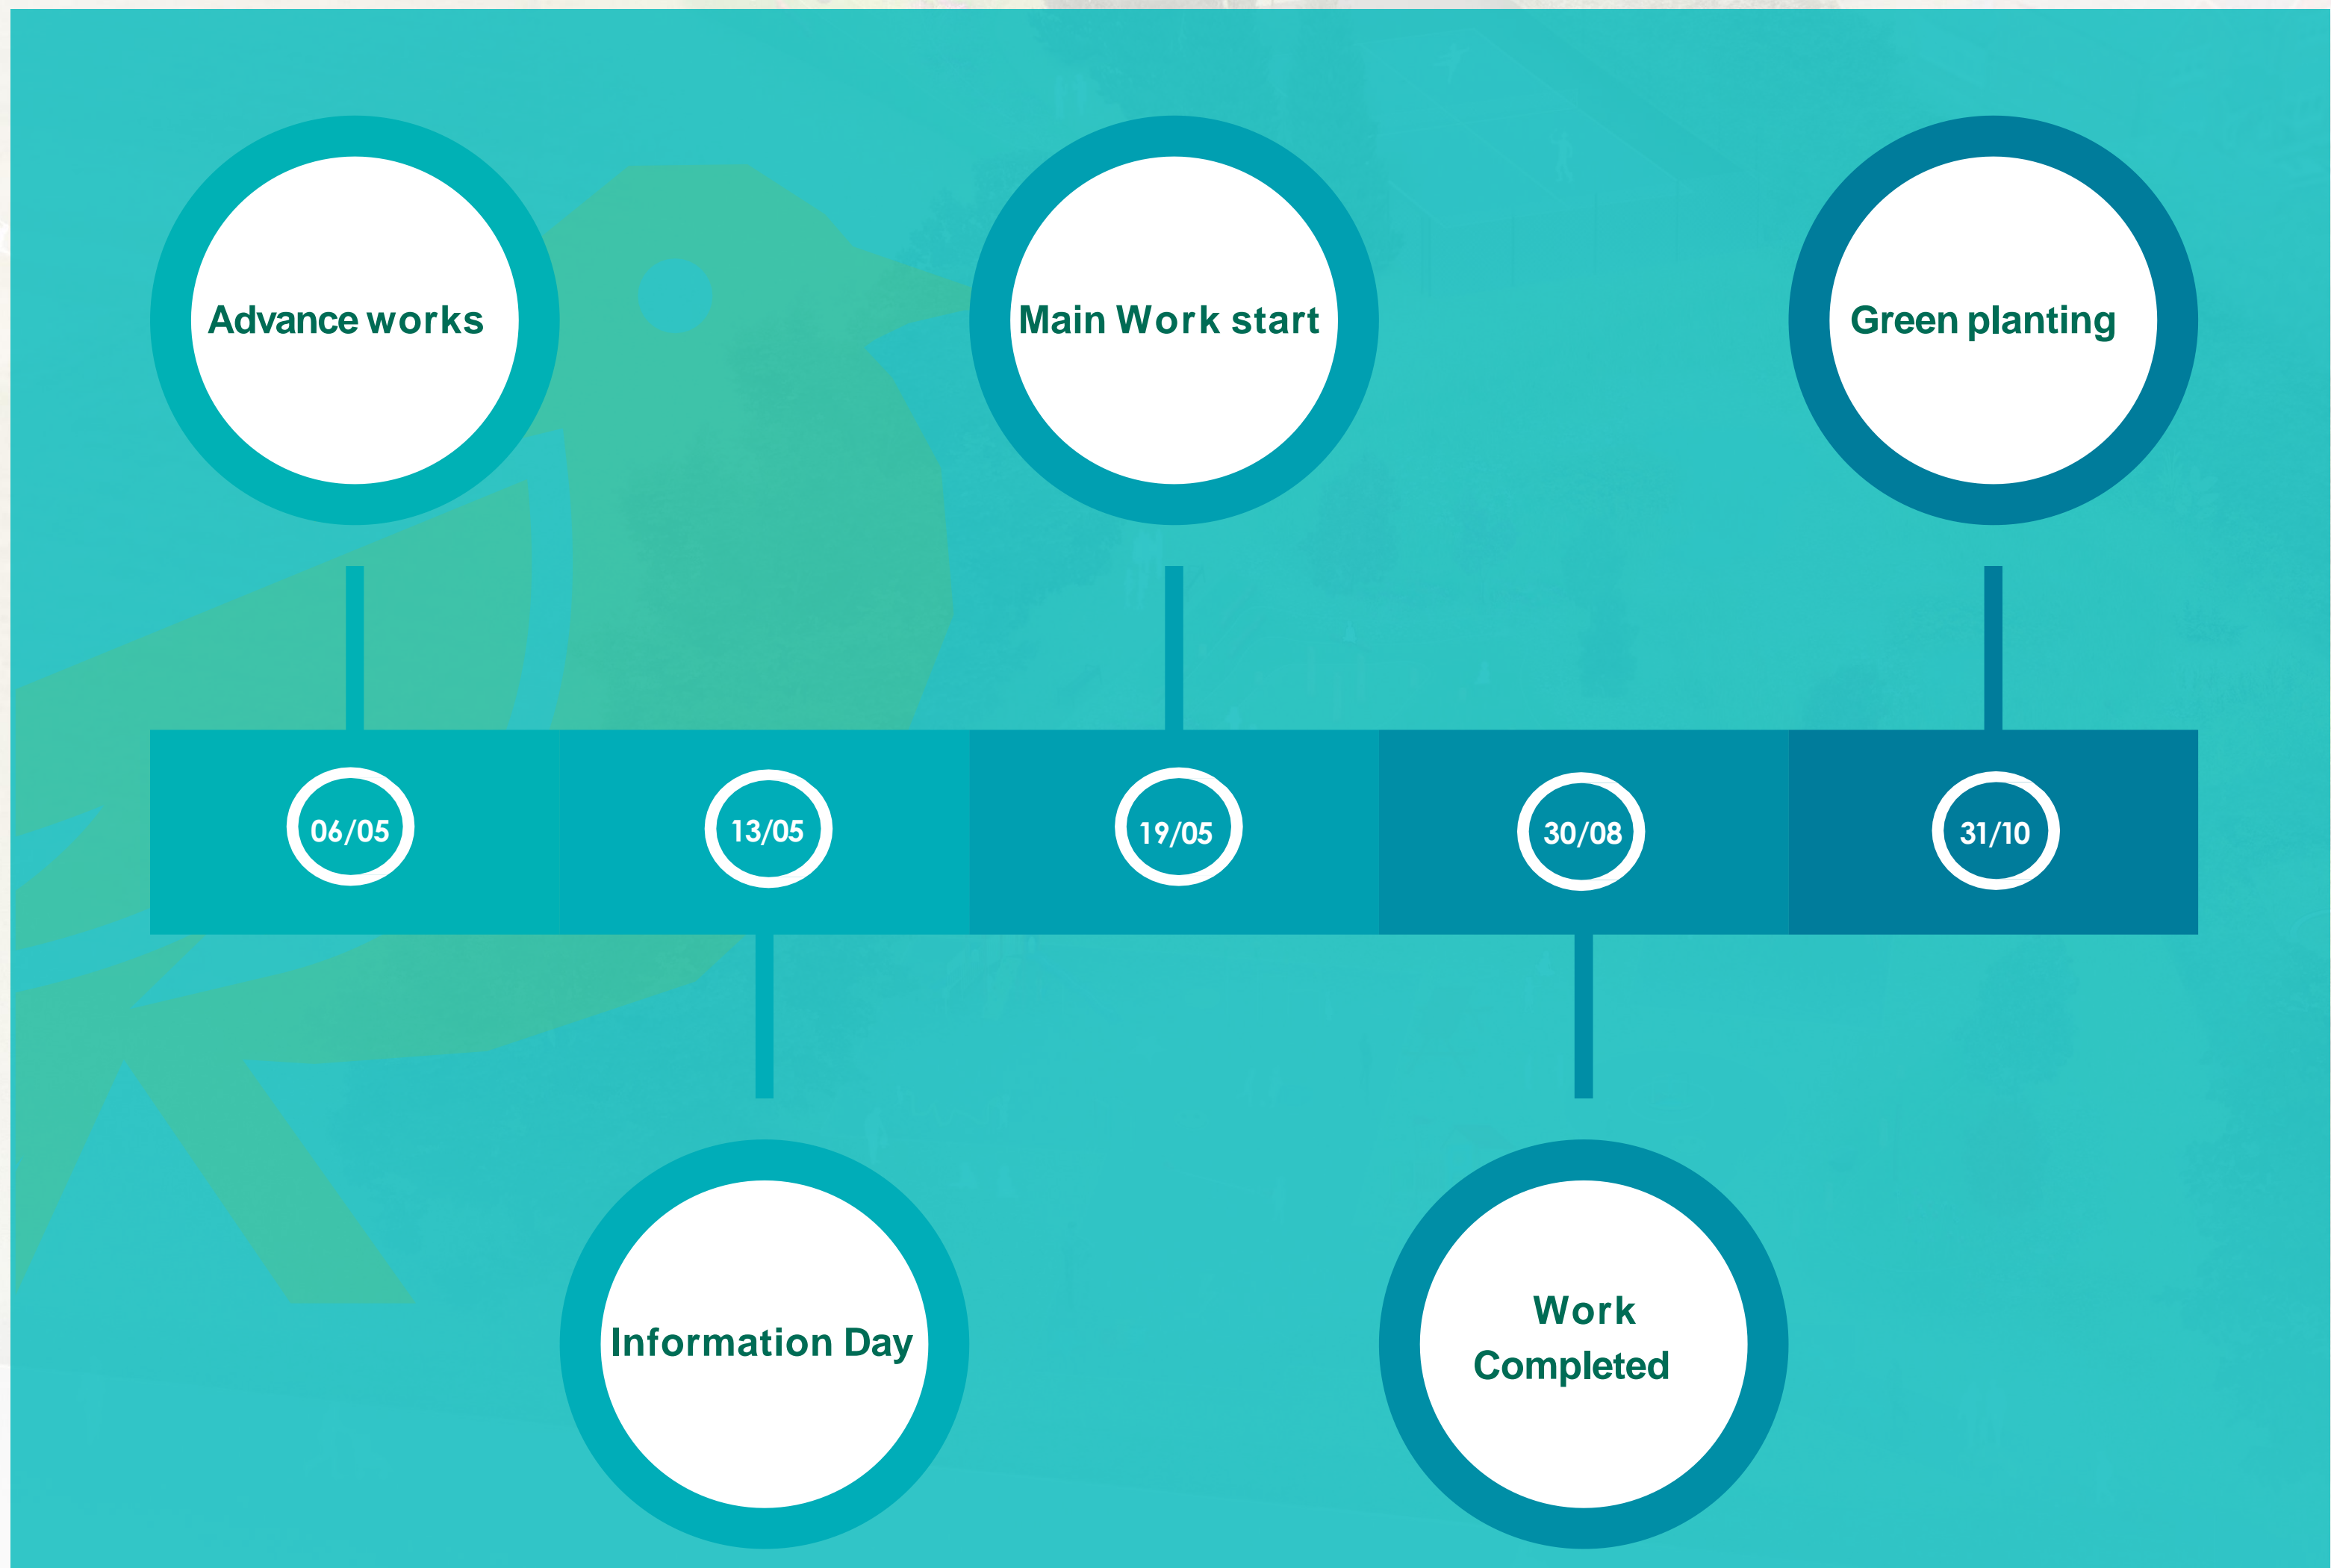 Advance works
Main Work start
Green planting
06/05
13/05
19/05
30/08
31/10
Information Day
Work
Completed